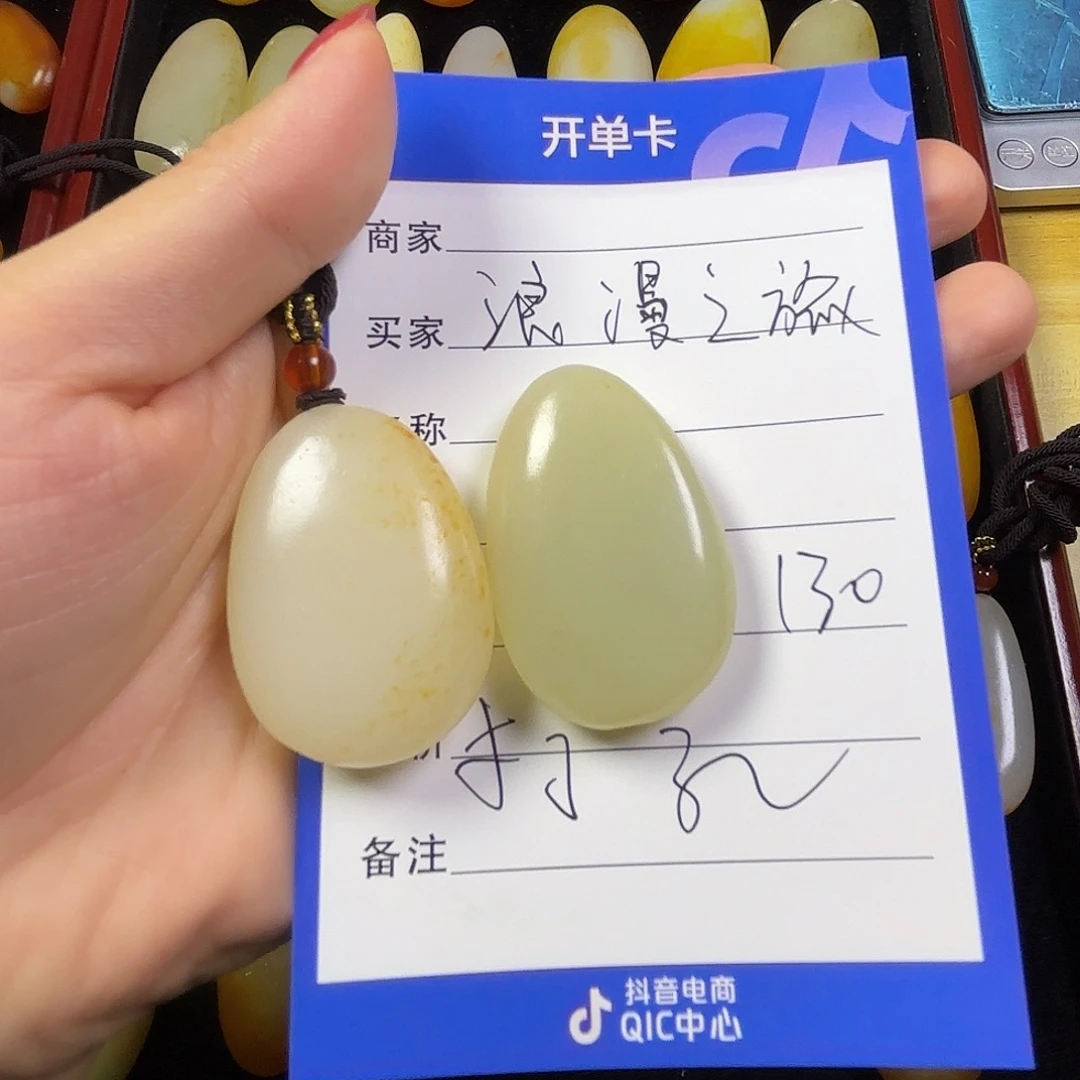 开单卡
商家
买家 浪漫之旅
称
130
打孔
备注
抖音电商
QIC中心